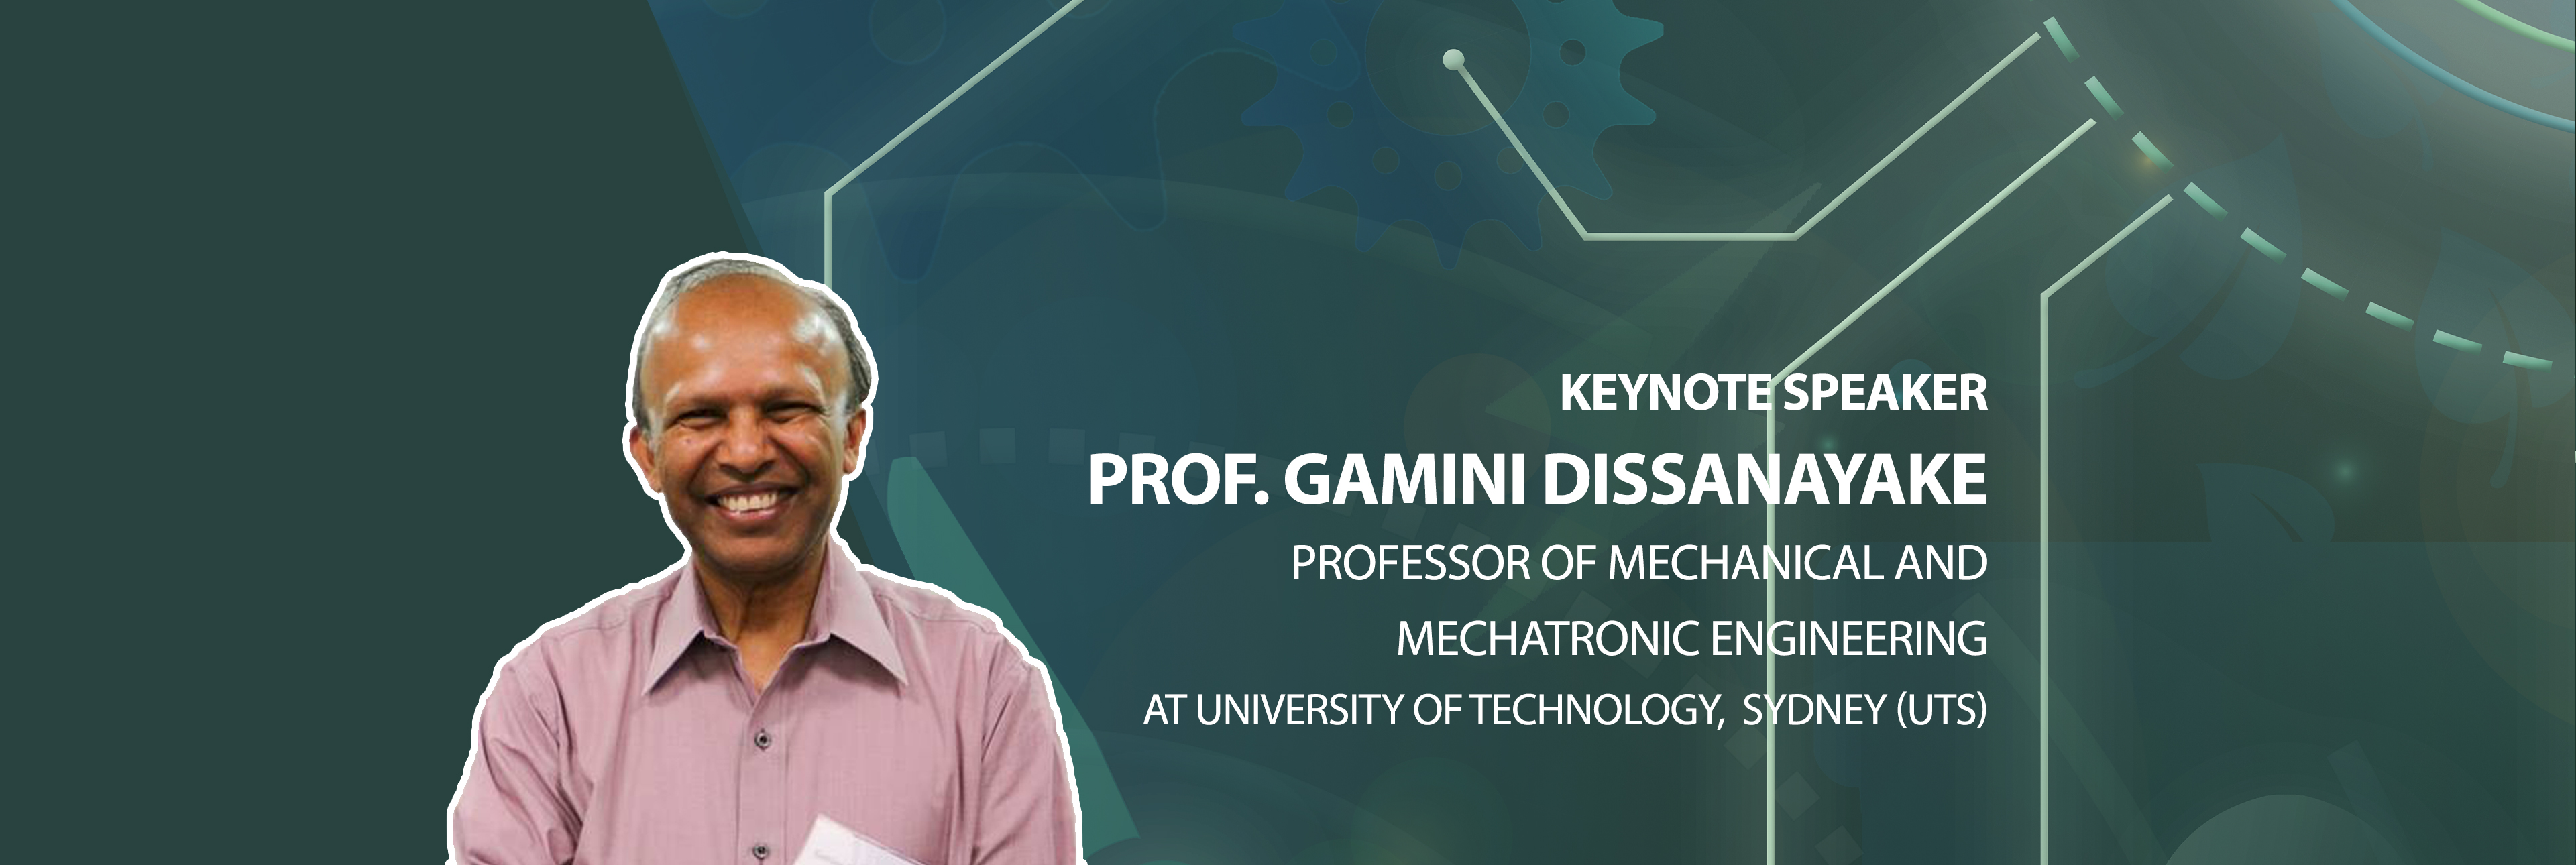 KEYNOTE SPEAKER
PROF. GAMINI DISSANAYAKE
PROFESSOR OF MECHANICAL AND
MECHATRONIC ENGINEERING
AT UNIVERSITY OF TECHNOLOGY, SYDNEY (UTS)